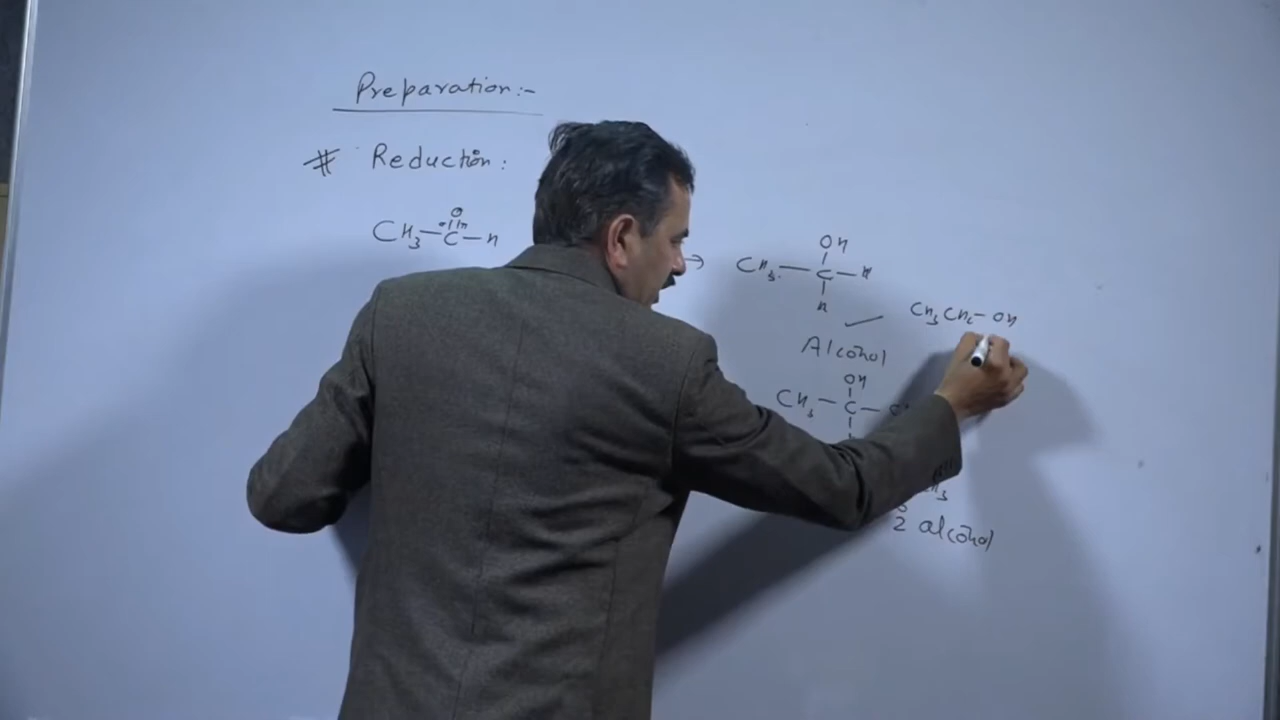 Preparation:-
# Reduction:
O
CH3-C-H →
OH
CH3-C-H
H
CH3CH2-OH
Alcohol
OH
CH3-C-
2° alcohol